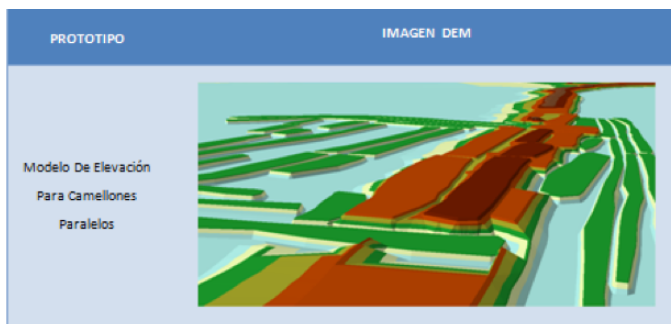 PROTOTIPO
IMAGEN DEM
Modelo De Elevación
Para Camellones
Paralelos